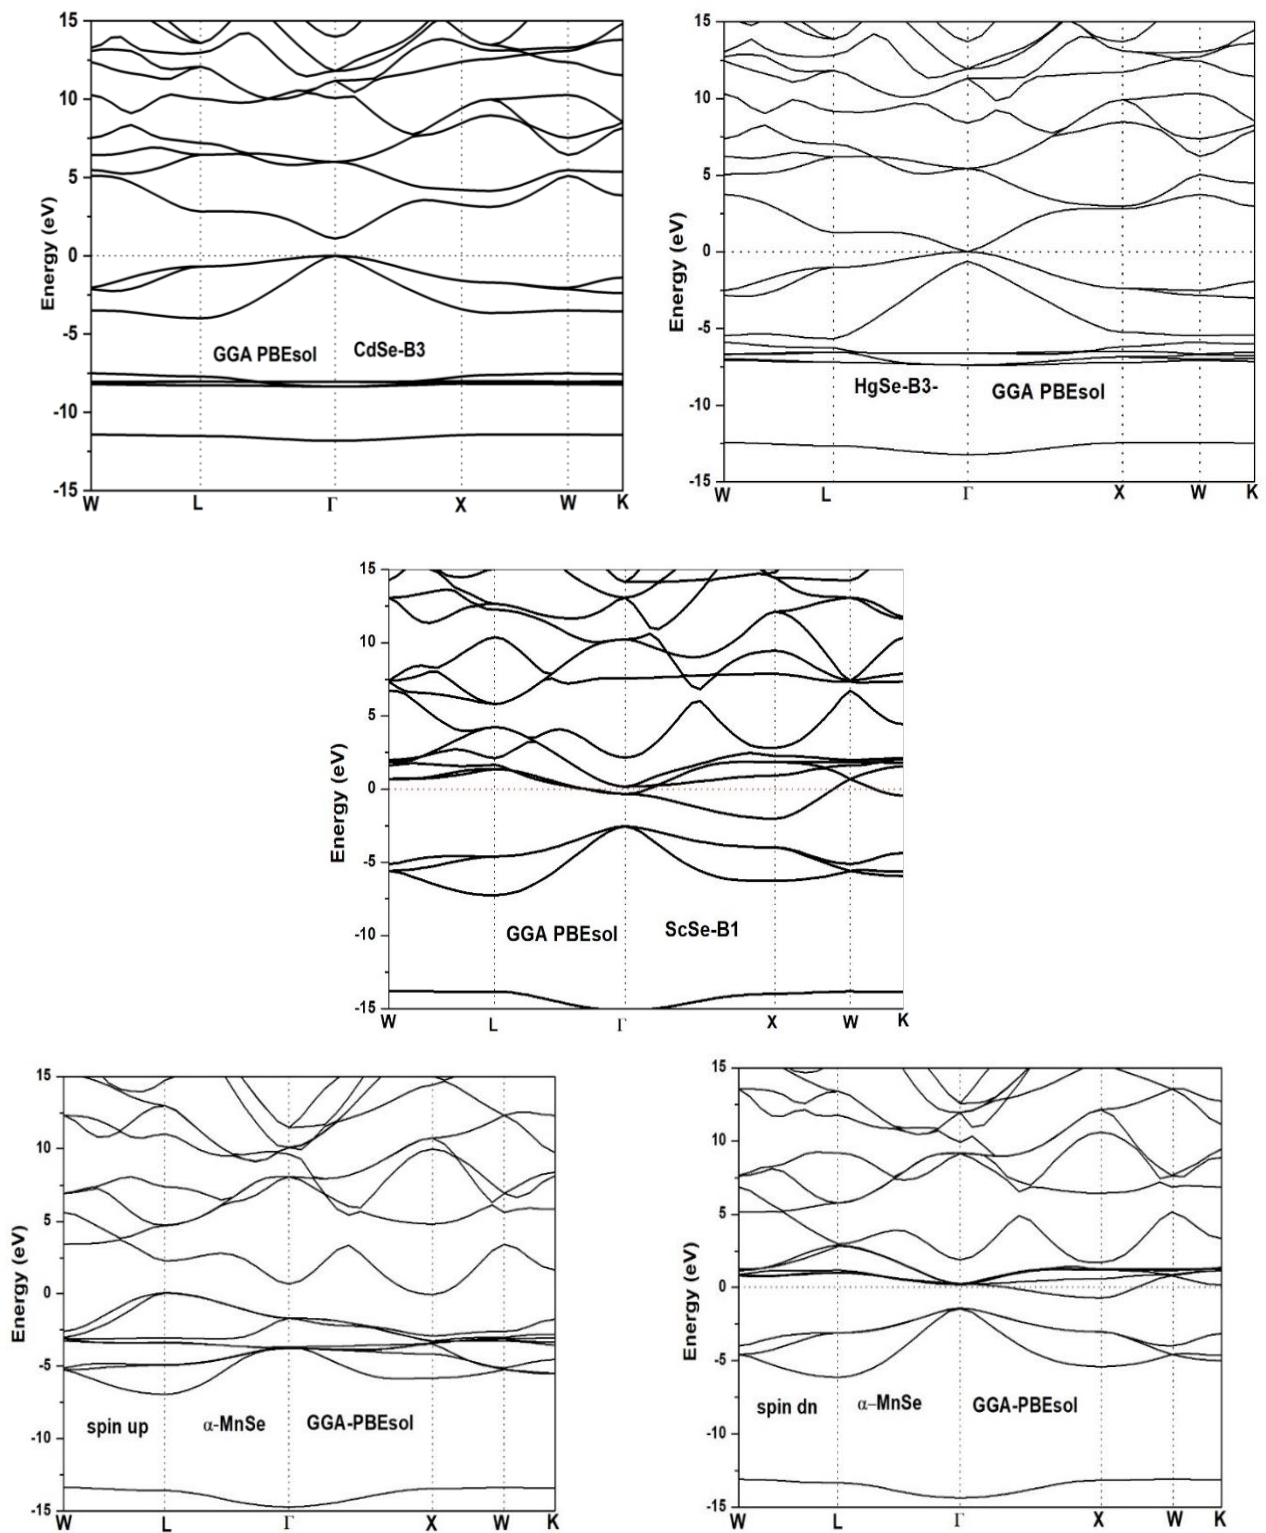 15
10
5
0
-5
-10
-15
Energy (eV)
GGA PBEsol CdSe-B3
W L Γ X W K
15
10
5
0
-5
-10
-15
Energy (eV)
HgSe-B3- GGA PBEsol
W L Γ X W K
15
10
5
0
-5
-10
-15
Energy (eV)
GGA PBEsol ScSe-B1
W L Γ X W K
15
10
5
0
-5
-10
-15
Energy (eV)
spin up α-MnSe GGA-PBEsol
W L Γ X W K
15
10
5
0
-5
-10
-15
Energy (eV)
spin dn α–MnSe GGA-PBEsol
W L Γ X W K